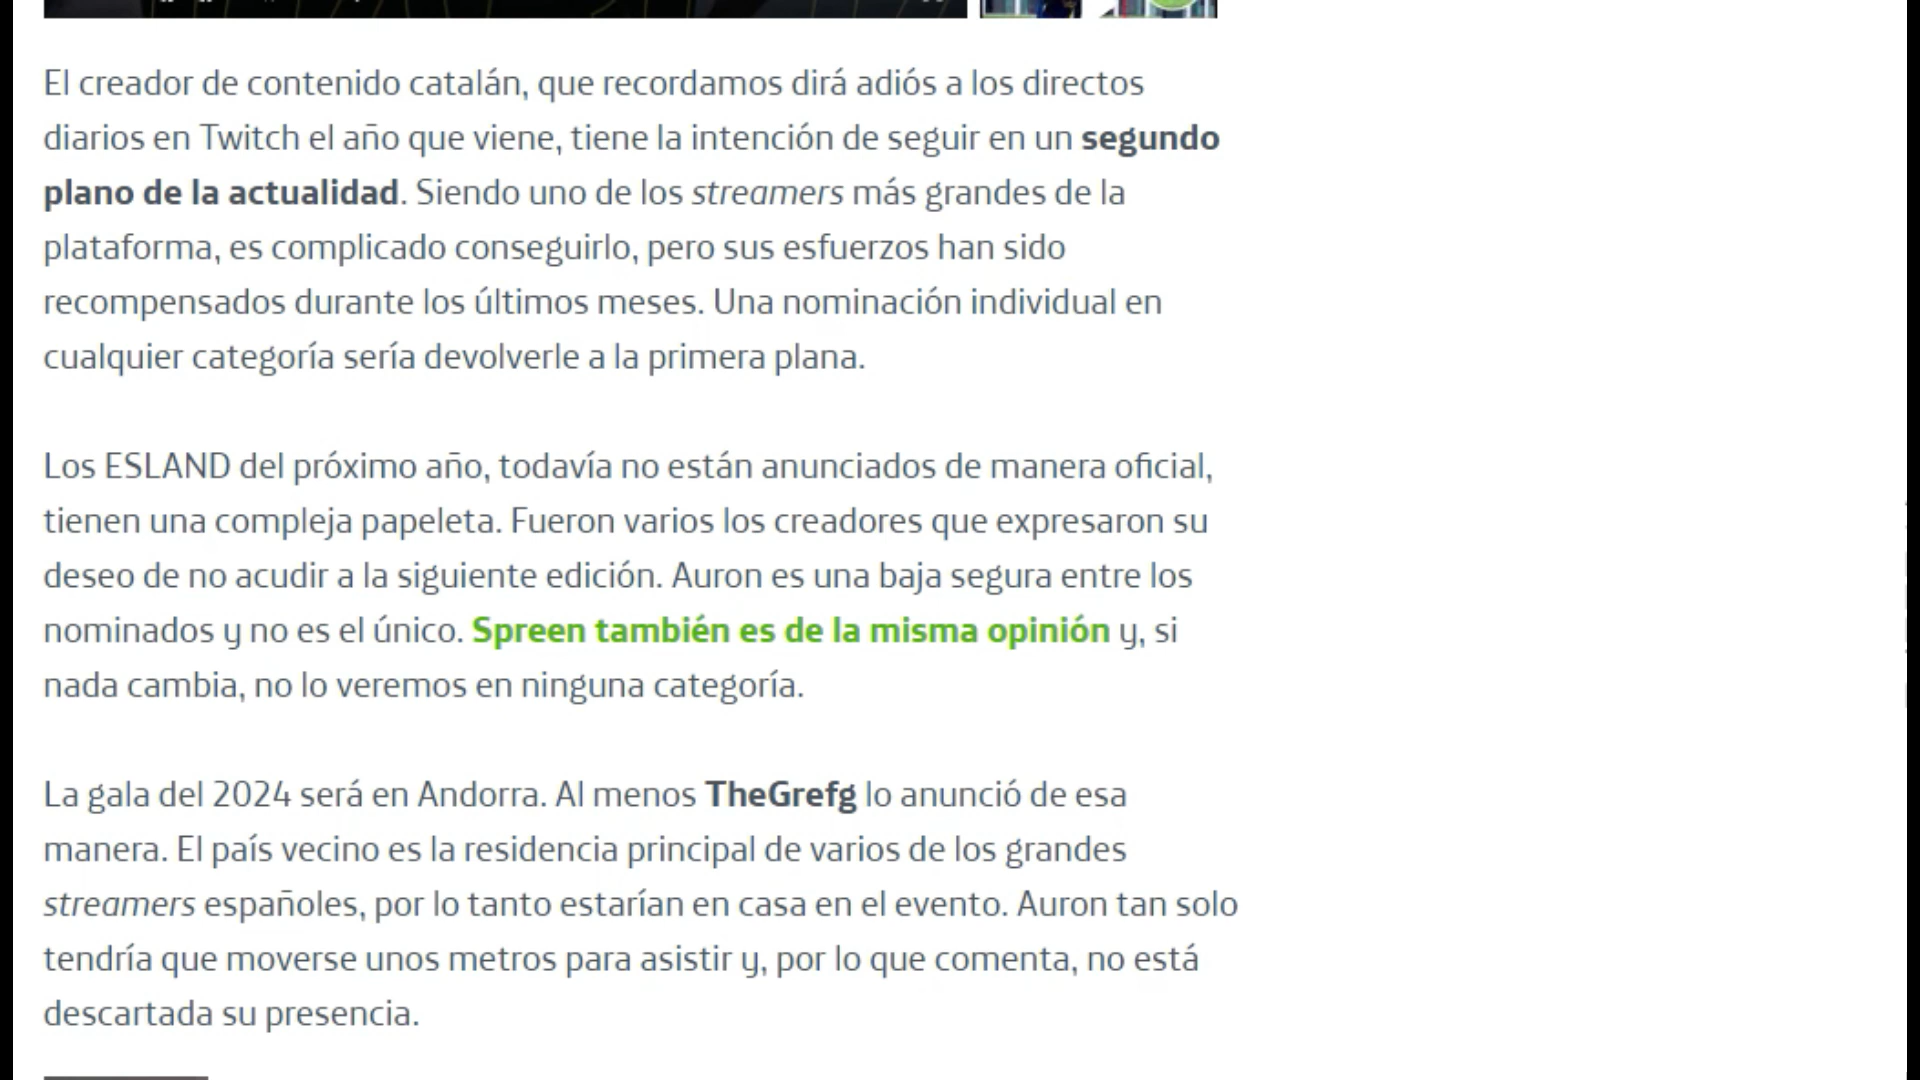 El creador de contenido catalán, que recordamos dirá adiós a los directos
diarios en Twitch el año que viene, tiene la intención de seguir en un segundo
plano de la actualidad. Siendo uno de los streamers más grandes de la
plataforma, es complicado conseguirlo, pero sus esfuerzos han sido
recompensados durante los últimos meses. Una nominación individual en
cualquier categoría sería devolverle a la primera plana.
Los ESLAND del próximo año, todavía no están anunciados de manera oficial,
tienen una compleja papeleta. Fueron varios los creadores que expresaron su
deseo de no acudir a la siguiente edición. Auron es una baja segura entre los
nominados y no es el único. Spreen también es de la misma opinión y, si
nada cambia, no lo veremos en ninguna categoría.
La gala del 2024 será en Andorra. Al menos TheGrefg lo anunció de esa
manera. El país vecino es la residencia principal de varios de los grandes
streamers españoles, por lo tanto estarían en casa en el evento. Auron tan solo
tendría que moverse unos metros para asistir y, por lo que comenta, no está
descartada su presencia.